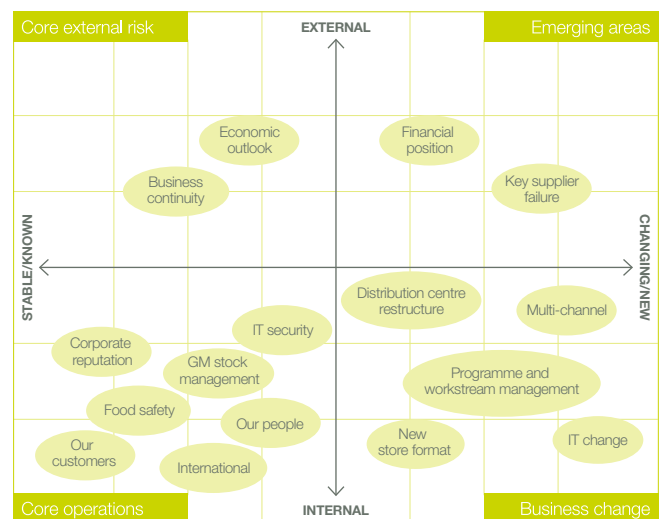 Core external risk
EXTERNAL
Emerging areas
Economic
outlook
Financial
position
Business
continuity
Key supplier
failure
STABLE/KNOWN
CHANGING/NEW
Distribution centre
restructure
Multi-channel
IT security
Corporate
reputation
GM stock
management
Programme and
workstream management
Food safety
Our people
New
store format
IT change
Our
customers
International
Core operations
INTERNAL
Business change